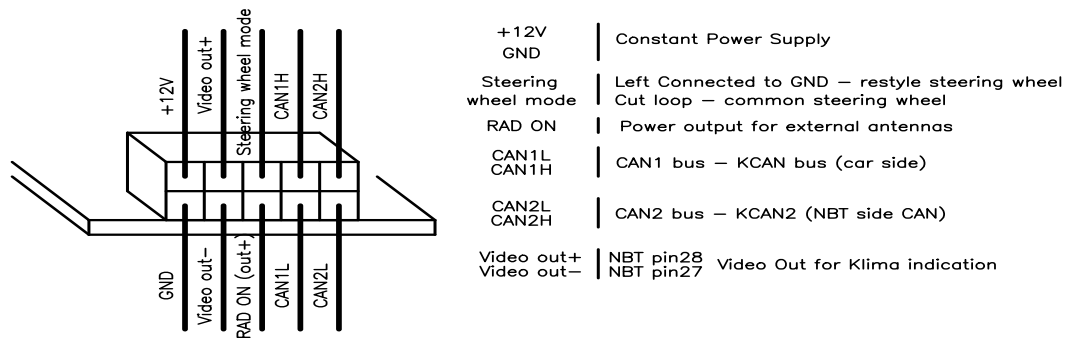 +12V
Video out+
Steering wheel mode
CAN1H
CAN2H
GND
Video out-
RAD ON (out+)
CAN1L
CAN2L
+12V
GND
Constant Power Supply
Steering
wheel mode
Left Connected to GND – restyle steering wheel
Cut loop – common steering wheel
RAD ON
Power output for external antennas
CAN1L
CAN1H
CAN1 bus – KCAN bus (car side)
CAN2L
CAN2H
CAN2 bus – KCAN2 (NBT side CAN)
Video out+
Video out–
NBT pin28
NBT pin27
Video Out for Klima indication